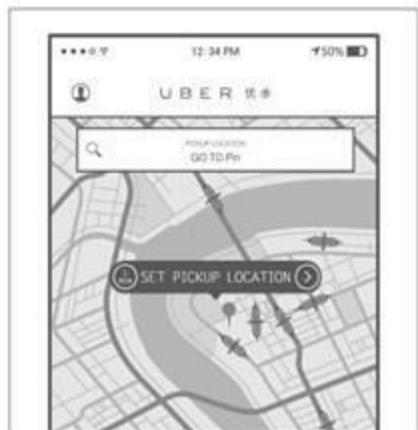 12:34 PM
50%
UBER 优步
PICKUP LOCATION
GO TO Pin
SET PICKUP LOCATION